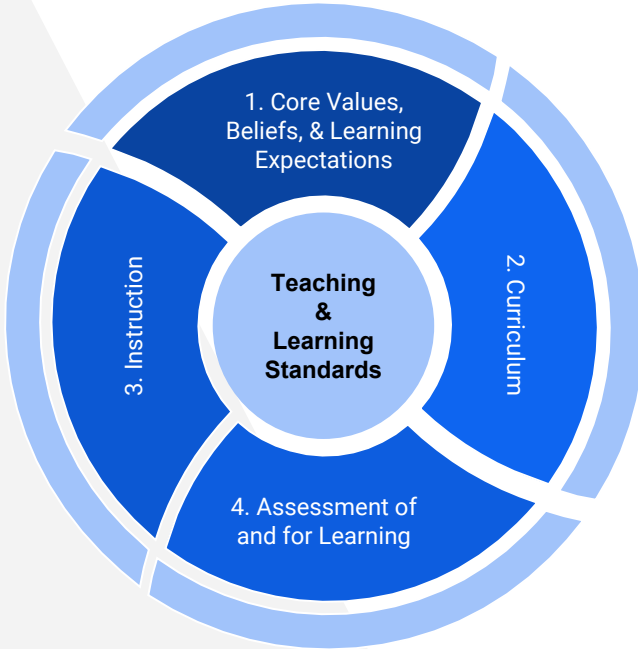 1. Core Values,
Beliefs, & Learning
Expectations
2. Curriculum
3. Instruction
4. Assessment of
and for Learning
Teaching
&
Learning
Standards